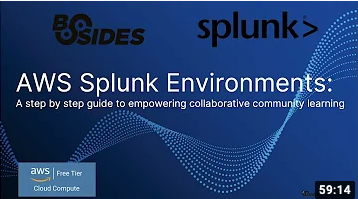 BSIDES
splunk>
AWS Splunk Environments:
A step by step guide to empowering collaborative community learning
aws
Free Tier
Cloud Compute
59:14